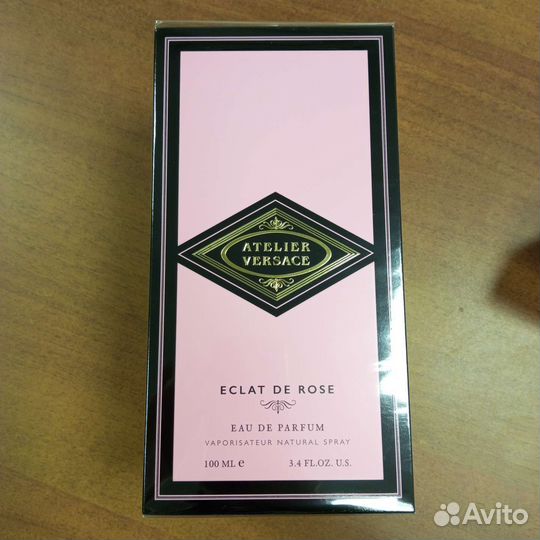 ATELIER
VERSACE
ECLAT DE ROSE
EAU DE PARFUM
VAPORISATEUR NATURAL SPRAY
100 ML ℮ 3.4 FL.OZ. U.S.
Avito